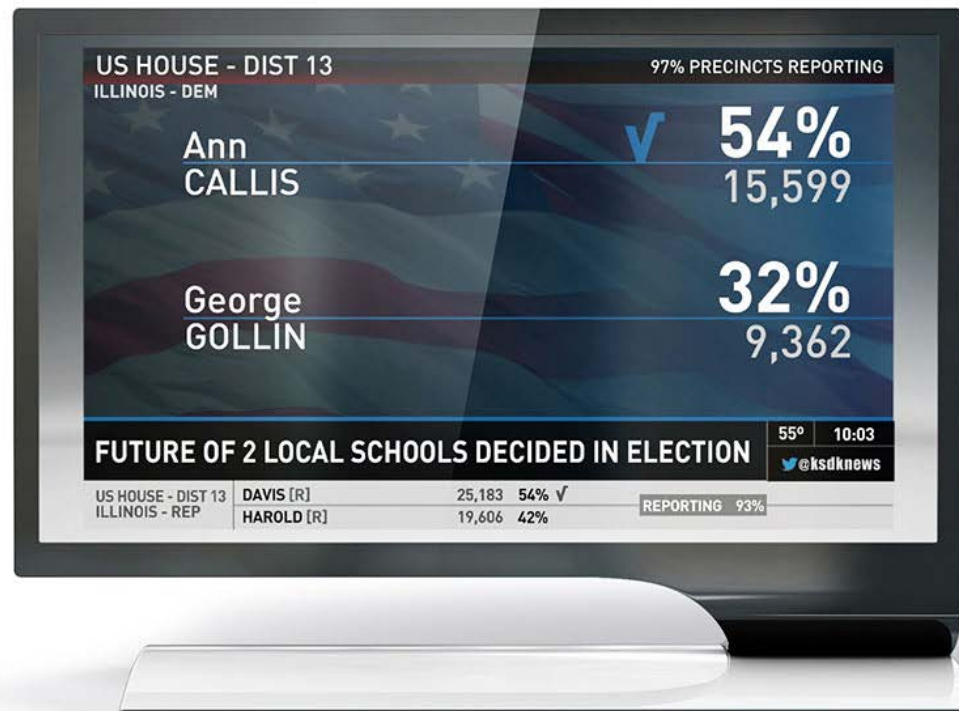 US HOUSE - DIST 13
97% PRECINCTS REPORTING
ILLINOIS - DEM
Ann
CALLIS
√ 54%
15,599
George
GOLLIN
32%
9,362
FUTURE OF 2 LOCAL SCHOOLS DECIDED IN ELECTION
55º 10:03
@ksdknews
US HOUSE - DIST 13
ILLINOIS - REP
DAVIS [R] 25,183 54% √
HAROLD [R] 19,606 42%
REPORTING 93%